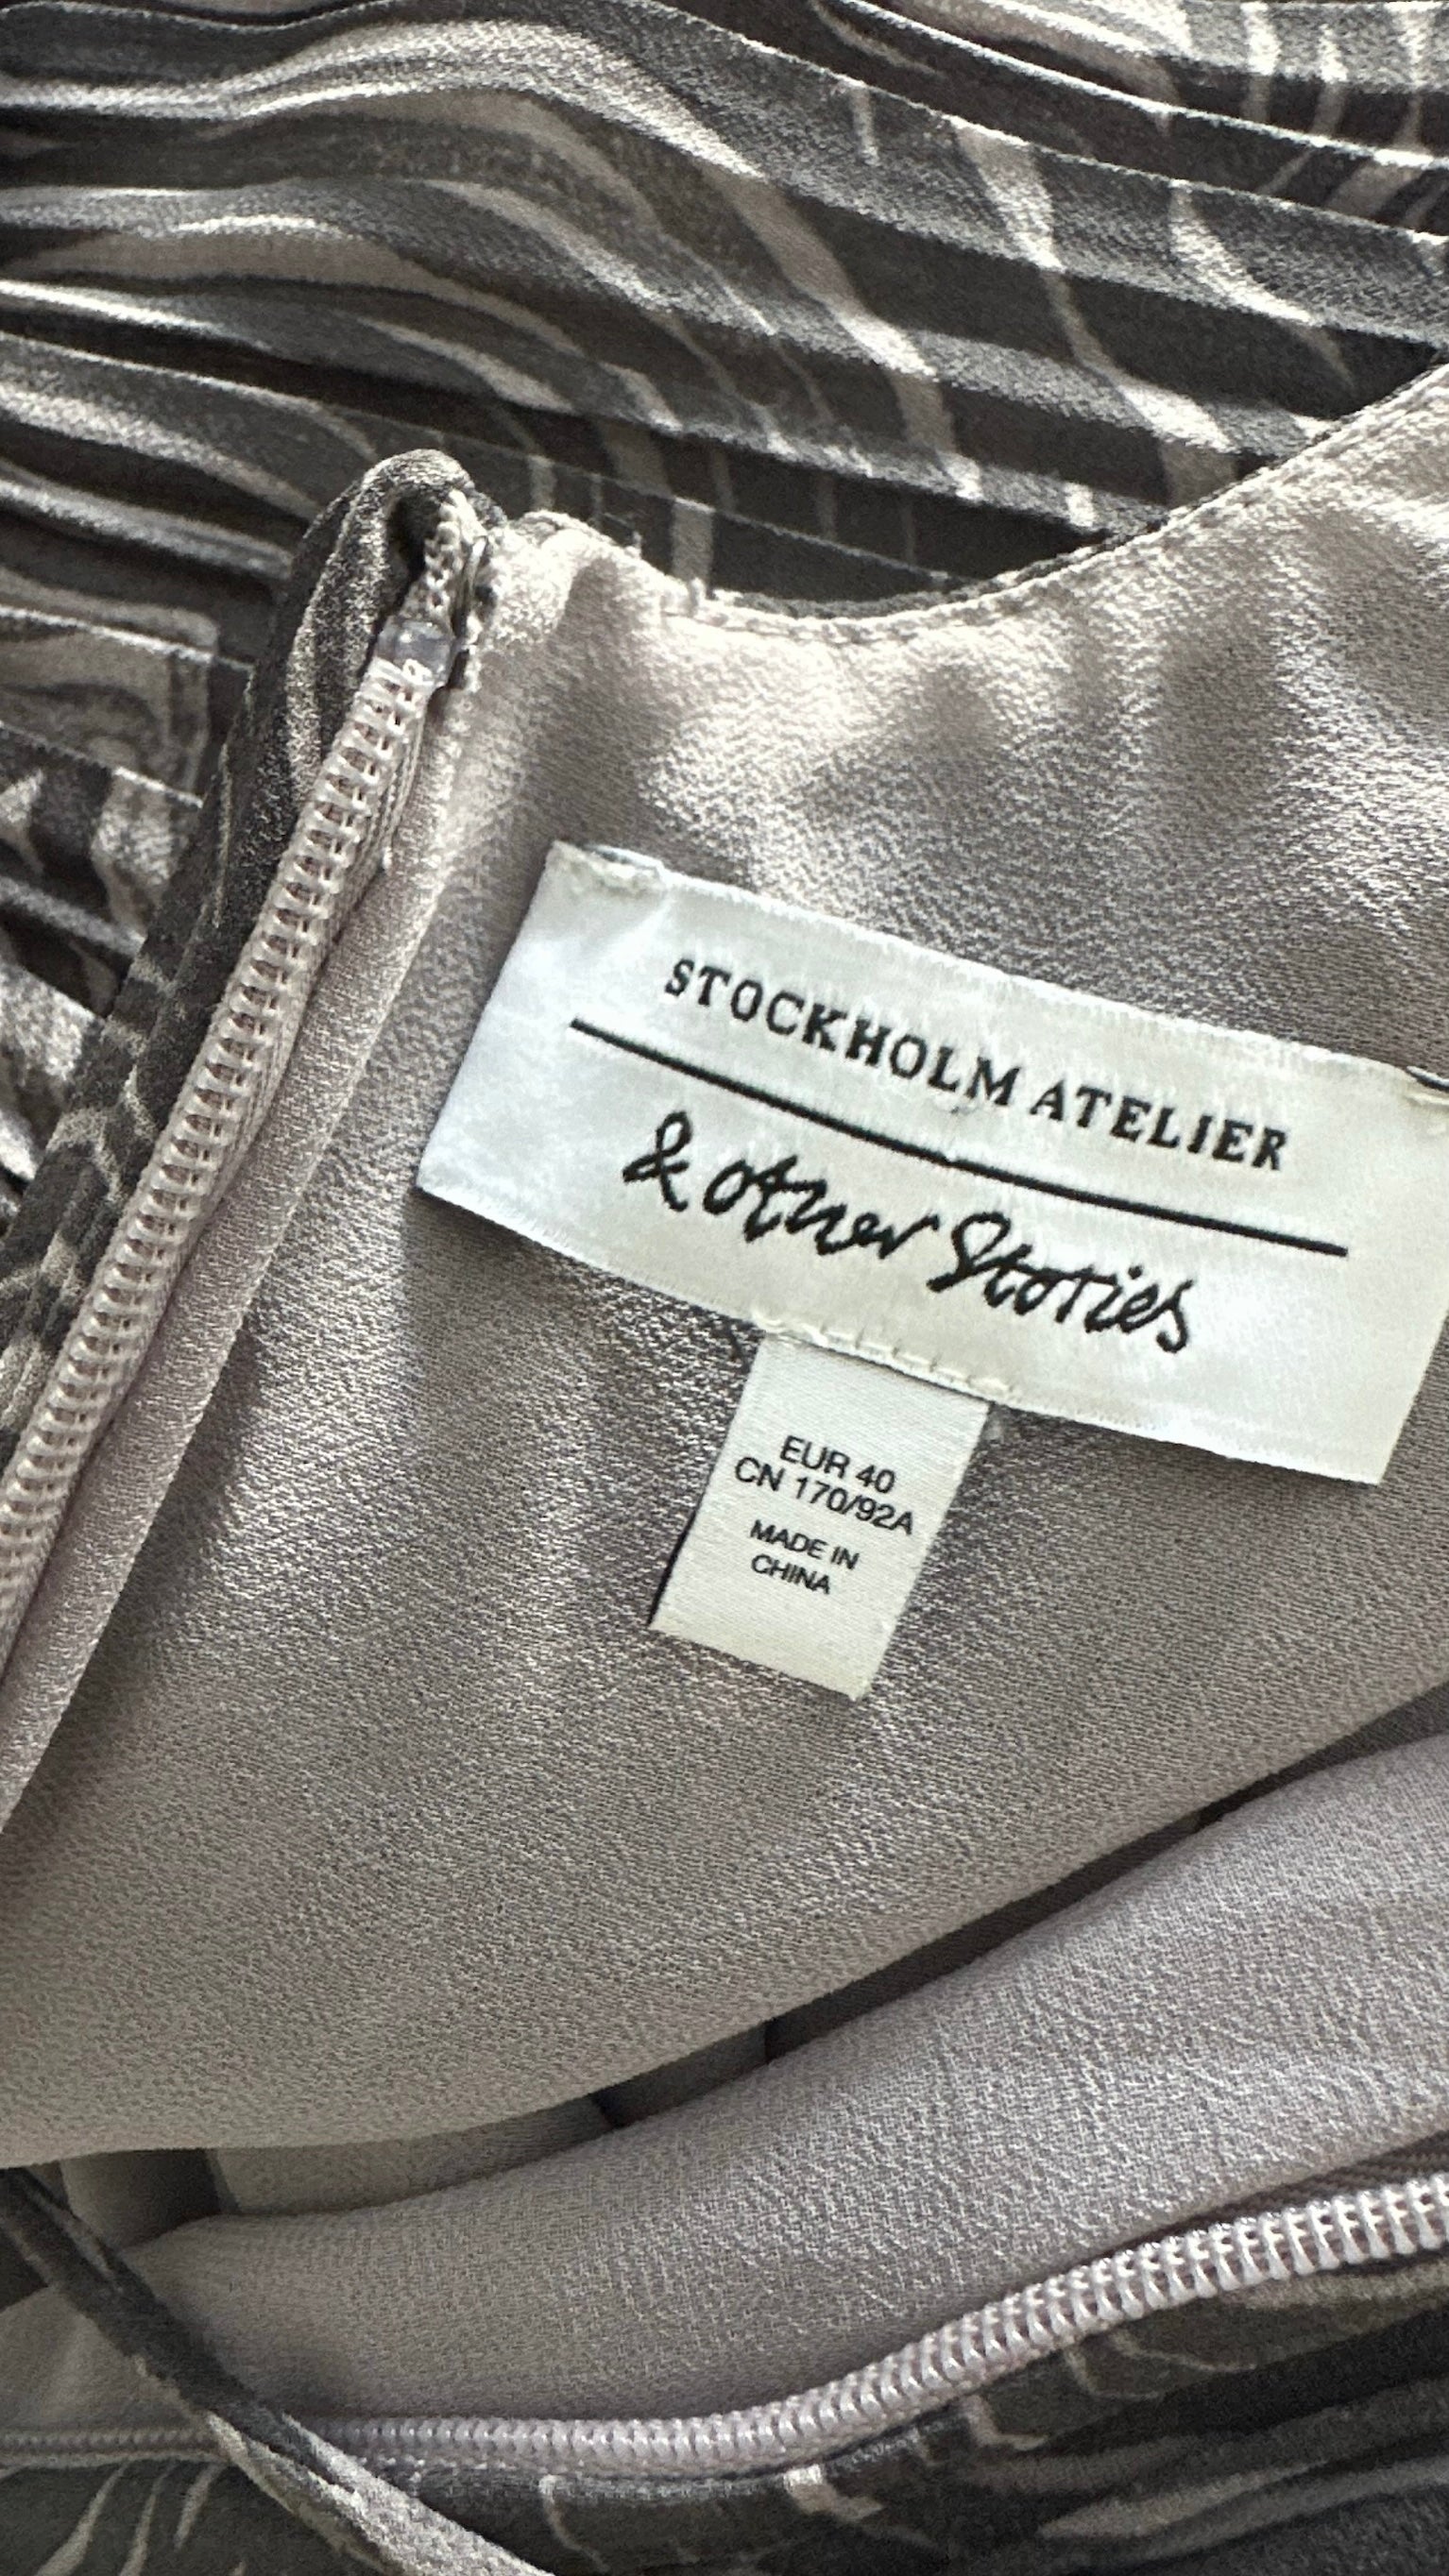 STOCKHOLM ATELIER
& other Stories
EUR 40
CN 170/92A
MADE IN
CHINA